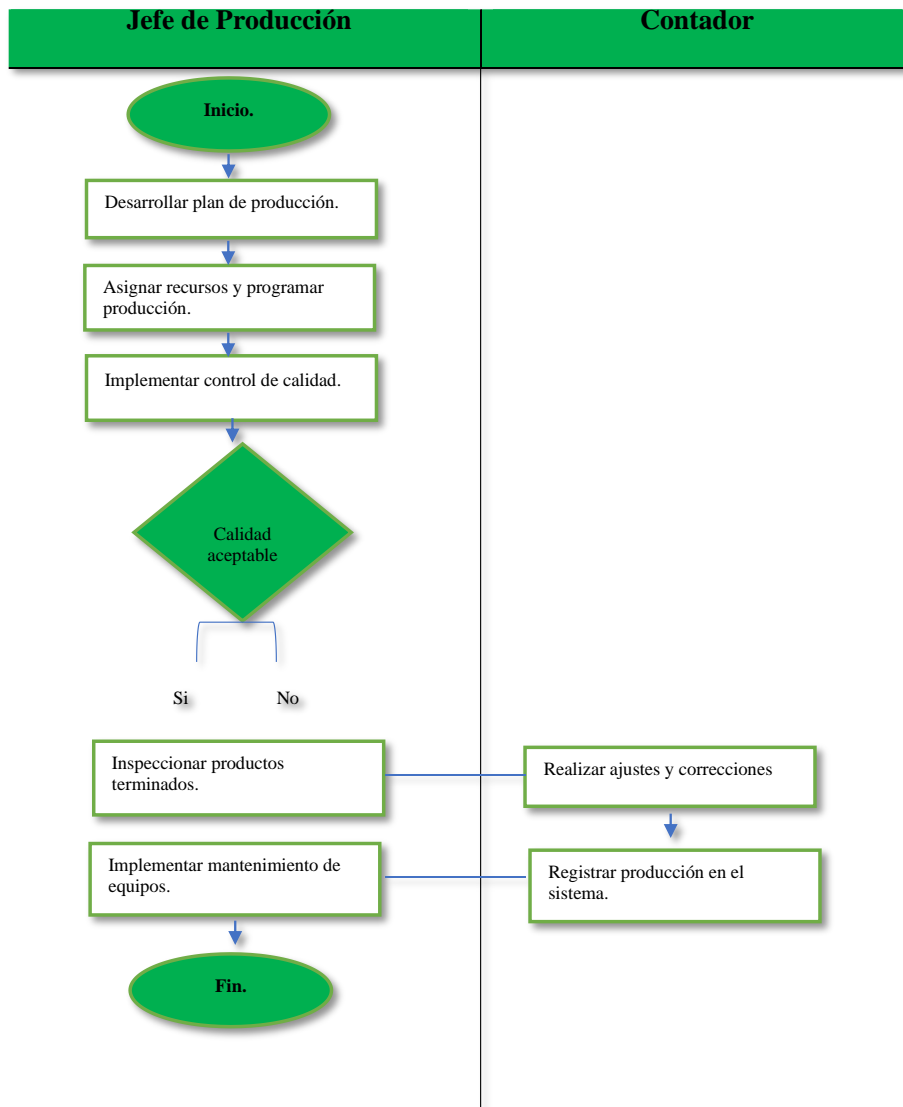 Jefe de Producción
Contador
Inicio.
Desarrollar plan de producción.
Asignar recursos y programar
producción.
Implementar control de calidad.
Calidad
aceptable
Si
No
Inspeccionar productos
terminados.
Realizar ajustes y correcciones
Implementar mantenimiento de
equipos.
Registrar producción en el
sistema.
Fin.